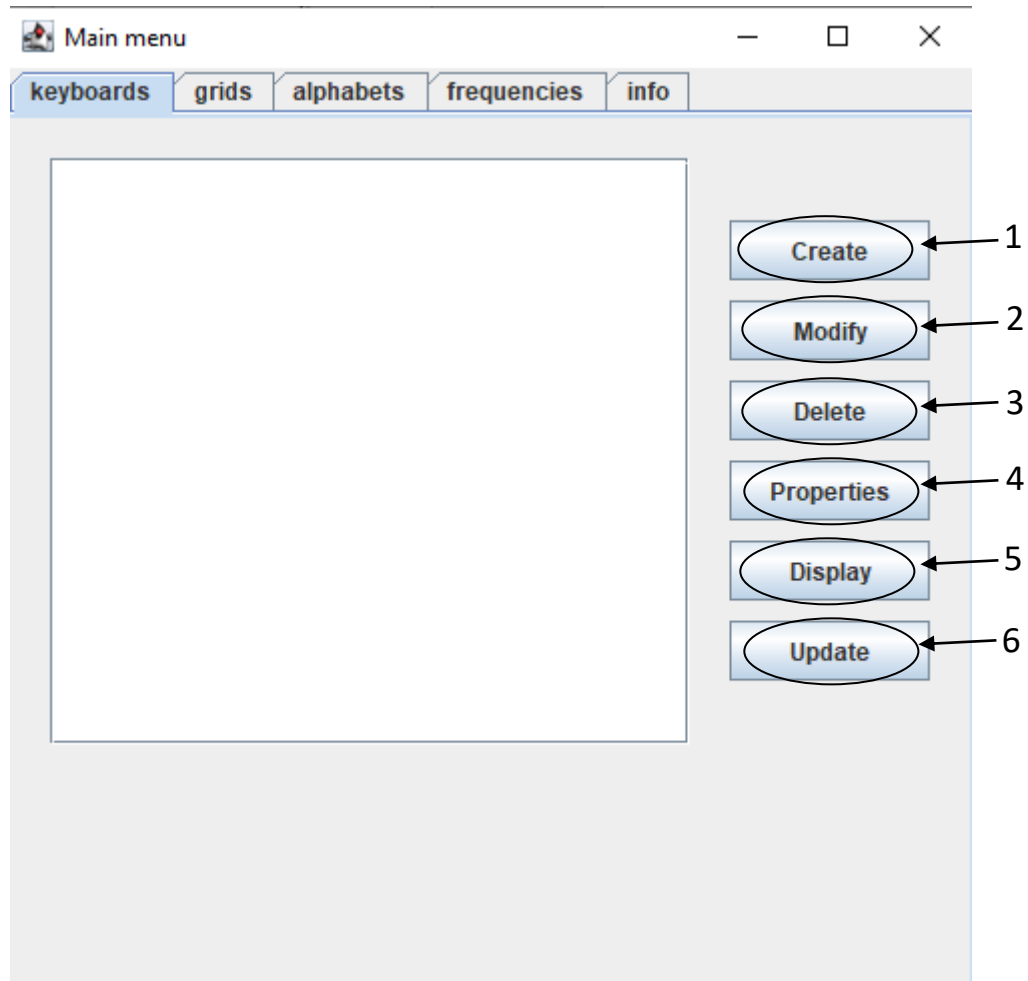 Main menu
keyboards grids alphabets frequencies info
Create 1
Modify 2
Delete 3
Properties 4
Display 5
Update 6